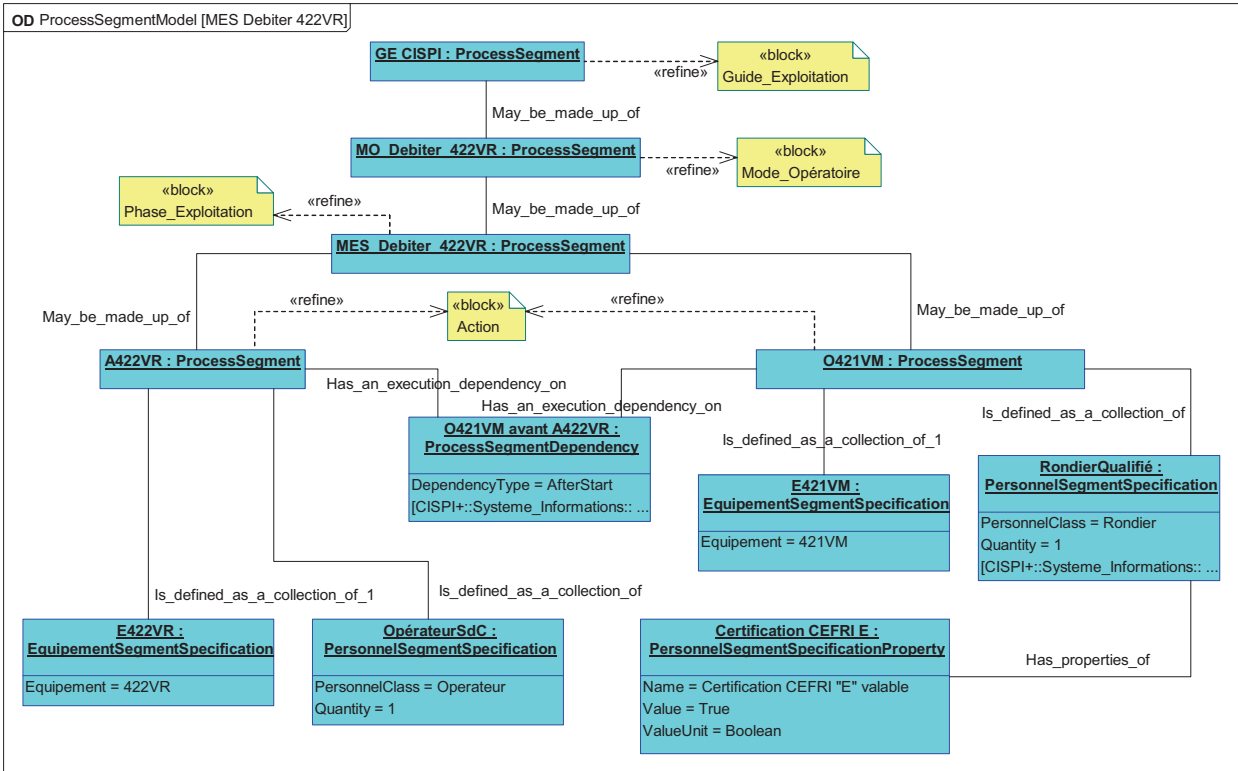 OD ProcessSegmentModel [MES Debiter 422VR]
GE CISPI : ProcessSegment
«refine»
«block»
Guide_Exploitation
May_be_made_up_of
MO_Debiter_422VR : ProcessSegment
«refine»
«block»
Mode_Opératoire
«block»
Phase_Exploitation
«refine»
May_be_made_up_of
MES_Debiter_422VR : ProcessSegment
«refine»
«block»
Action
«refine»
May_be_made_up_of
May_be_made_up_of
A422VR : ProcessSegment
O421VM : ProcessSegment
Has_an_execution_dependency_on
Has_an_execution_dependency_on
Is_defined_as_a_collection_of
O421VM avant A422VR :
ProcessSegmentDependency
DependencyType = AfterStart
[CISPI+::Systeme_Informations:: ...
Is_defined_as_a_collection_of_1
E421VM :
EquipementSegmentSpecification
Equipement = 421VM
RondierQualifié :
PersonnelSegmentSpecification
PersonnelClass = Rondier
Quantity = 1
[CISPI+::Systeme_Informations:: ...
Is_defined_as_a_collection_of_1
Is_defined_as_a_collection_of
E422VR :
EquipementSegmentSpecification
Equipement = 422VR
OpérateurSdC :
PersonnelSegmentSpecification
PersonnelClass = Operateur
Quantity = 1
Certification CEFRI E :
PersonnelSegmentSpecificationProperty
Name = Certification CEFRI "E" valable
Value = True
ValueUnit = Boolean
Has_properties_of